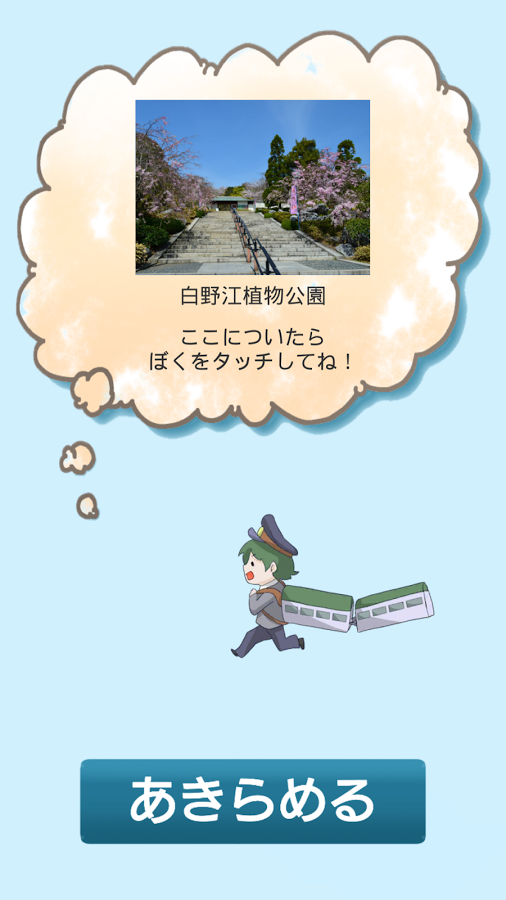 白野江植物公園
ここについたら
ぼくをタッチしてね！
あきらめる